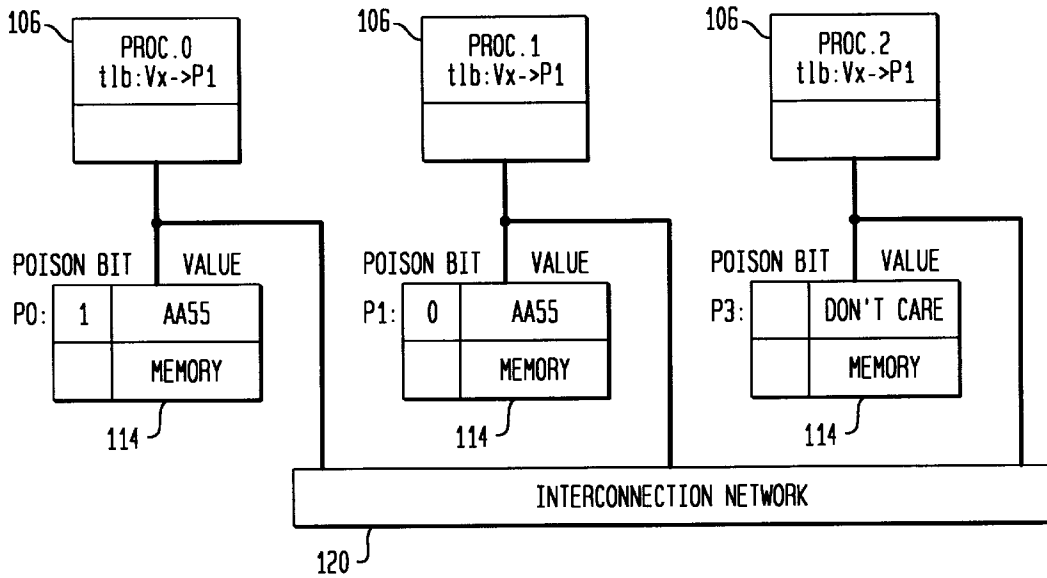 106
PROC.0
tlb:Vx->P1
106
PROC.1
tlb:Vx->P1
106
PROC.2
tlb:Vx->P1
POISON BIT VALUE
P0: 1 AA55
MEMORY
114
POISON BIT VALUE
P1: 0 AA55
MEMORY
114
POISON BIT VALUE
P3: DON'T CARE
MEMORY
114
INTERCONNECTION NETWORK
120